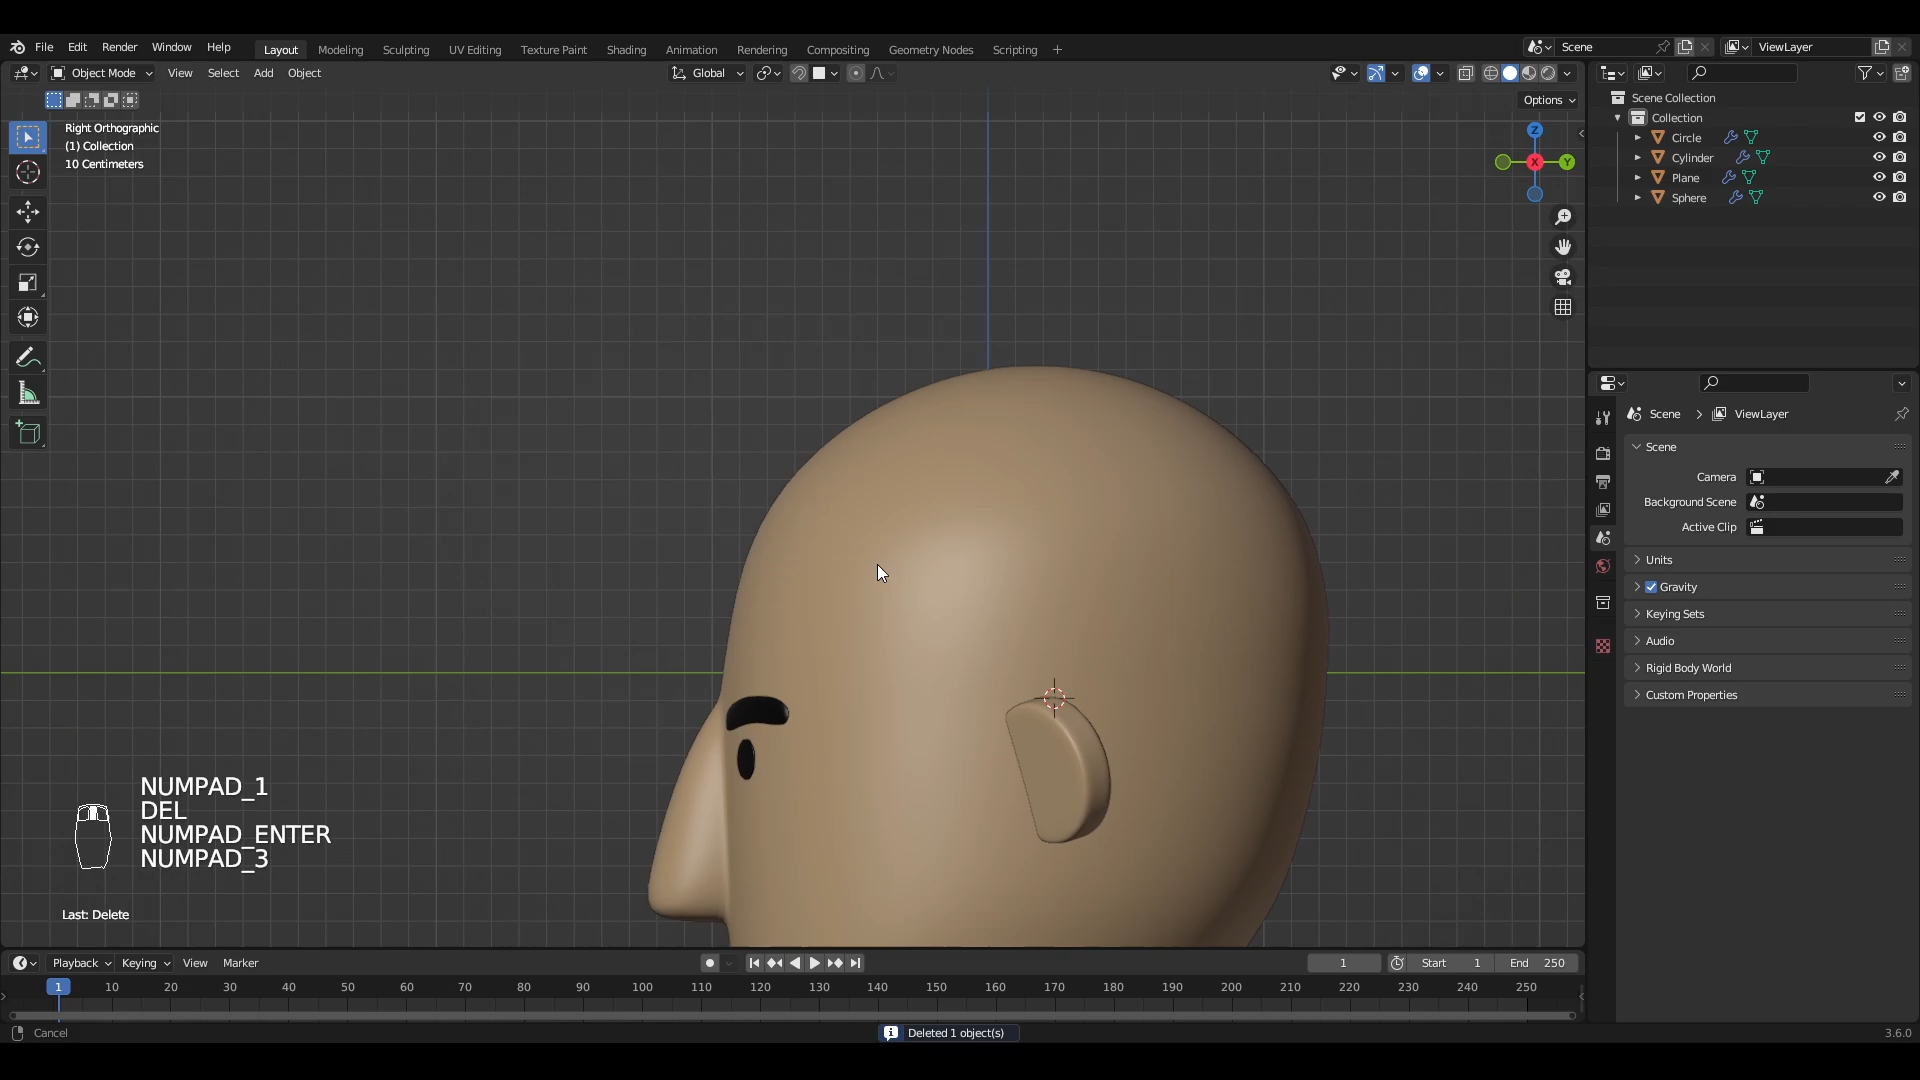 File Edit Render Window Help Layout Modeling Sculpting UV Editing Texture Paint Shading Animation Rendering Compositing Geometry Nodes Scripting + Scene ViewLayer
Object Mode View Select Add Object Global
Options
Right Orthographic
(1) Collection
10 Centimeters
Z
X
Y
Scene Collection
Collection
Circle
Cylinder
Plane
Sphere
Scene > ViewLayer
Scene
Camera
Background Scene
Active Clip
Units
Gravity
Keying Sets
Audio
Rigid Body World
Custom Properties
NUMPAD_1
DEL
NUMPAD_ENTER
NUMPAD_3
Last: Delete
Playback Keying View Marker 1 Start 1 End 250
1 10 20 30 40 50 60 70 80 90 100 110 120 130 140 150 160 170 180 190 200 210 220 230 240 250
Cancel Deleted 1 object(s) 3.6.0